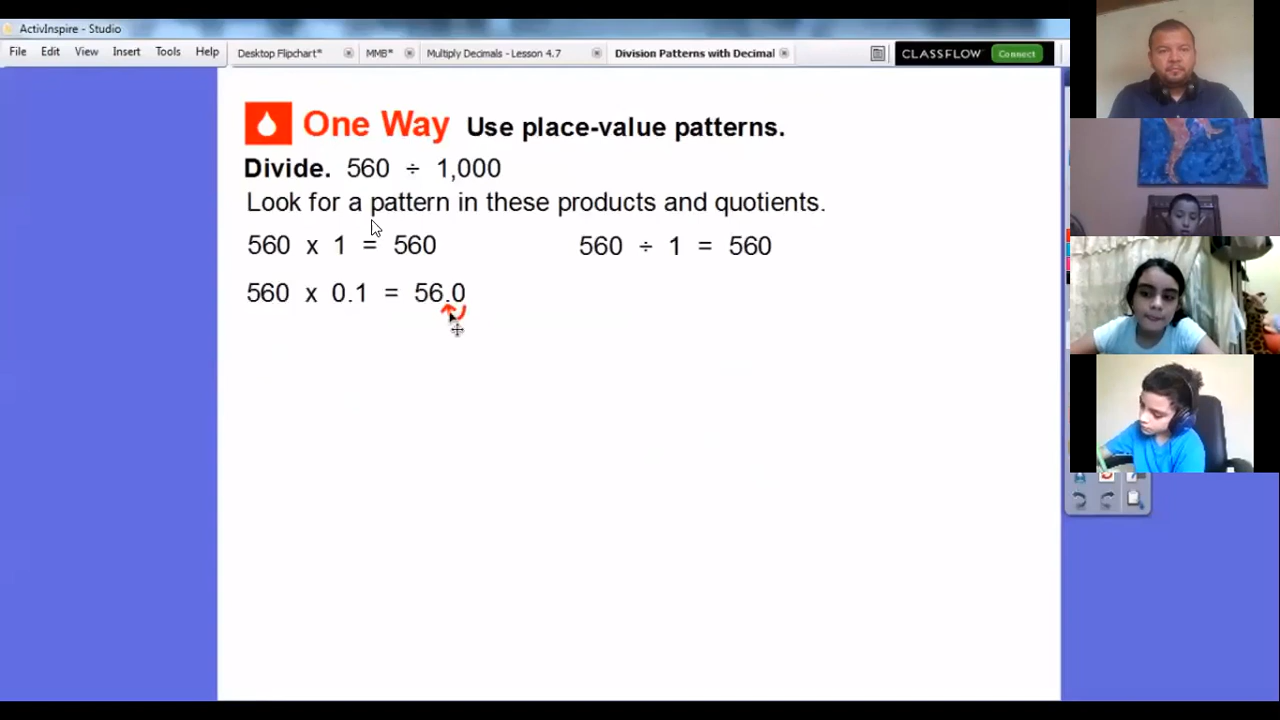 ActivInspire - Studio
File Edit View Insert Tools Help Desktop Flipchart* MMB* Multiply Decimals - Lesson 4.7 Division Patterns with Decimal CLASSFLOW Connect
One Way Use place-value patterns.
Divide. 560 ÷ 1,000
Look for a pattern in these products and quotients.
560 x 1 = 560 560 ÷ 1 = 560
560 x 0.1 = 56.0